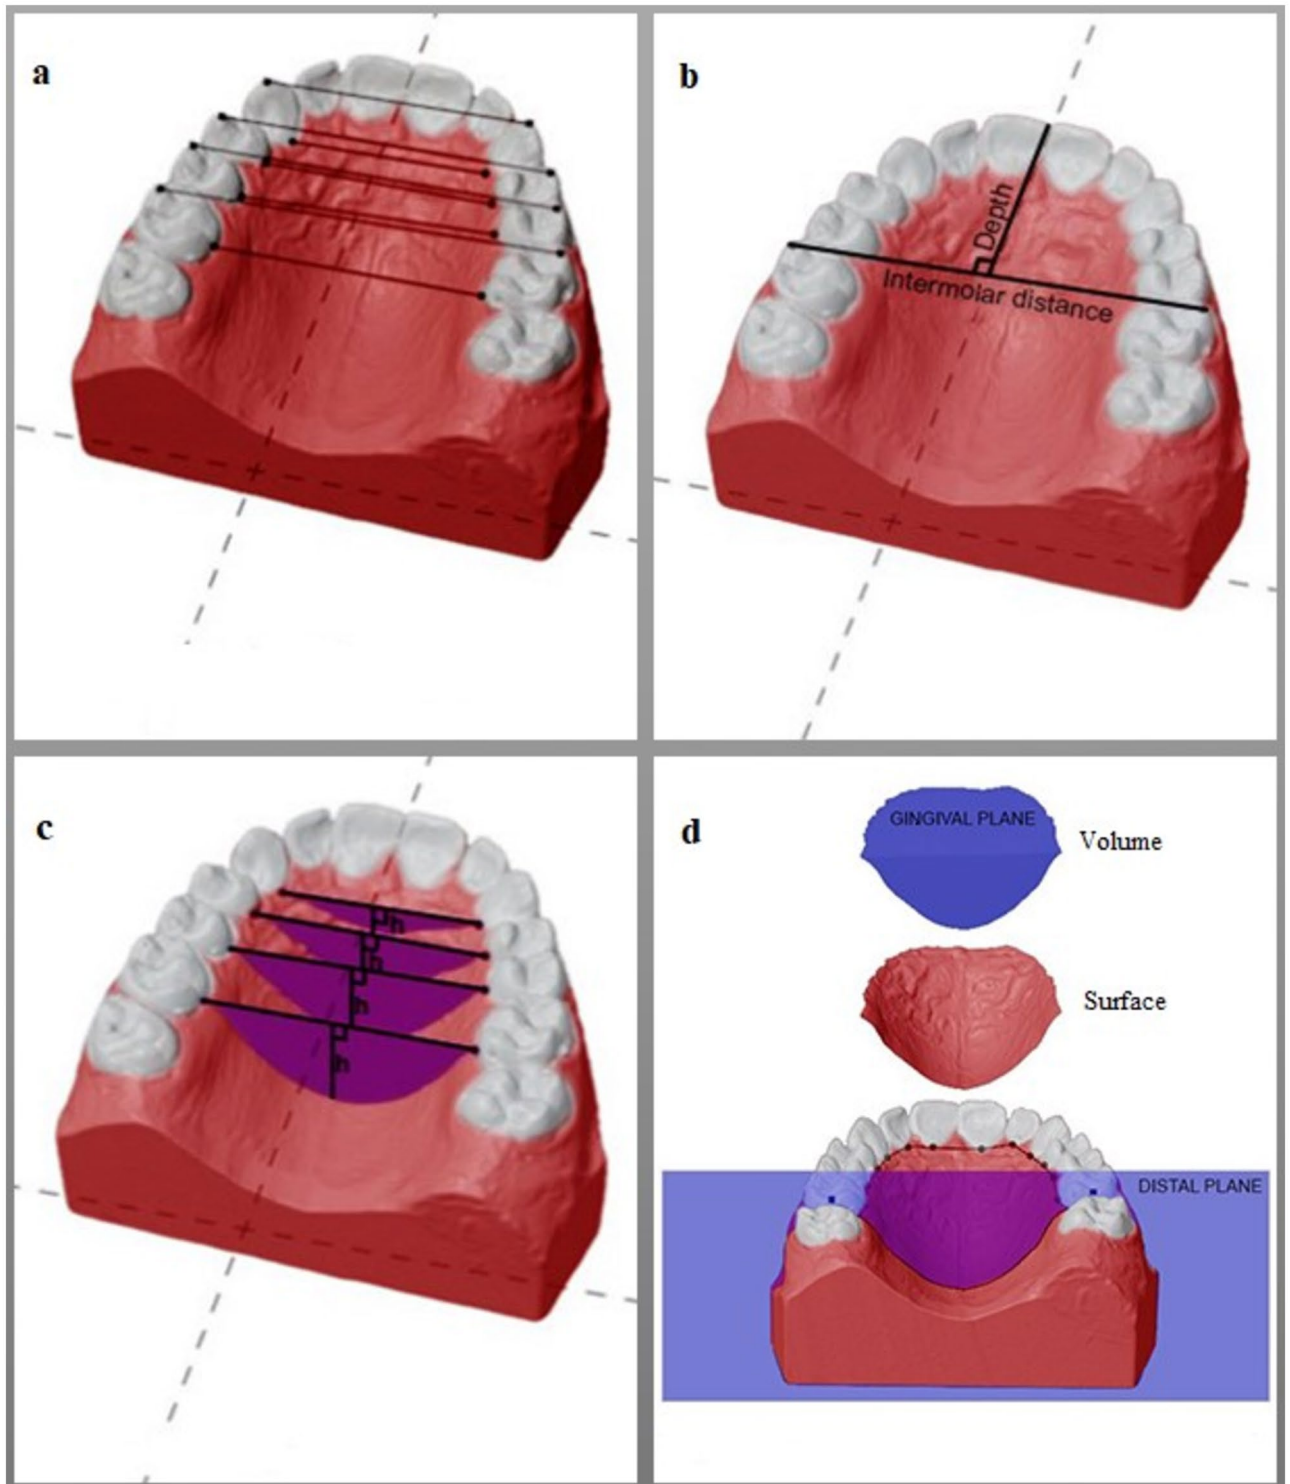 a
b
Depth
Intermolar distance
c
h
h
h
h
d
GINGIVAL PLANE
Volume
Surface
DISTAL PLANE